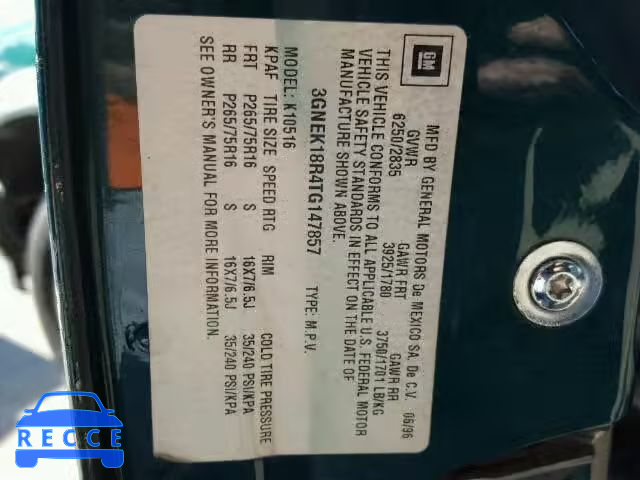 GM
MFD BY GENERAL MOTORS De MEXICO SA. De C.V. 06/96
GVWR GAWR FRT GAWR RR
6250/2835 3925/1780 3750/1701 LB/KG
THIS VEHICLE CONFORMS TO ALL APPLICABLE U.S. FEDERAL MOTOR
VEHICLE SAFETY STANDARDS IN EFFECT ON THE DATE OF
MANUFACTURE SHOWN ABOVE.
3GNEK18R4TG147857 TYPE: M.P.V.
MODEL: K10516
KPAF TIRE SIZE SPEED RTG RIM COLD TIRE PRESSURE
FRT P265/75R16 S 16X7/6.5J 35/240 PSI/KPA
RR P265/75R16 S 16X7/6.5J 35/240 PSI/KPA
SEE OWNER'S MANUAL FOR MORE INFORMATION.
RECCE